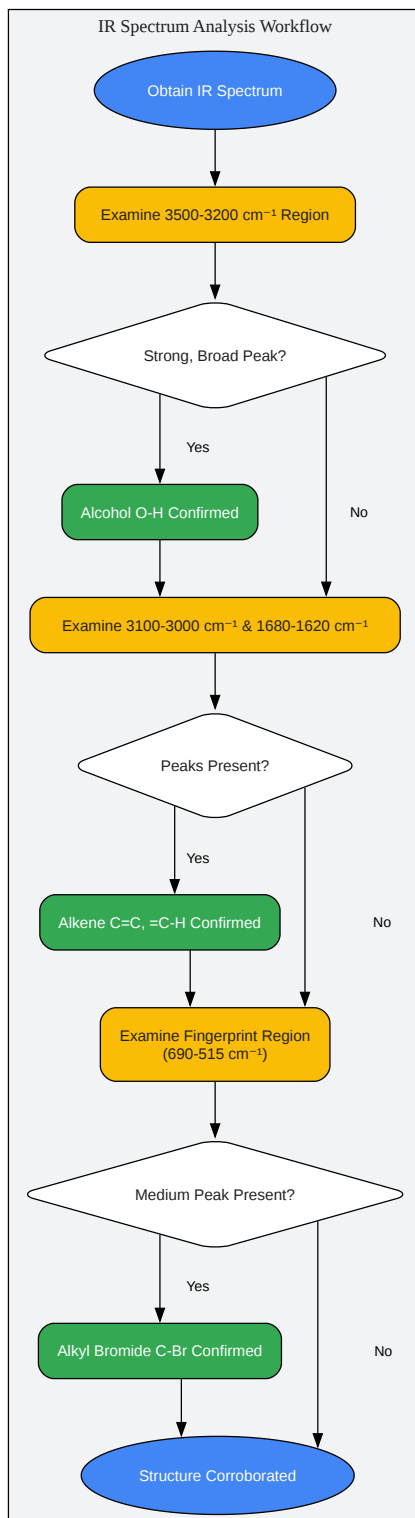 IR Spectrum Analysis Workflow
Obtain IR Spectrum
Examine 3500-3200 cm⁻¹ Region
Strong, Broad Peak?
Yes
Alcohol O-H Confirmed
No
Examine 3100-3000 cm⁻¹ & 1680-1620 cm⁻¹
Peaks Present?
Yes
Alkene C=C, =C-H Confirmed
No
Examine Fingerprint Region
(690-515 cm⁻¹)
Medium Peak Present?
Yes
Alkyl Bromide C-Br Confirmed
No
Structure Corroborated